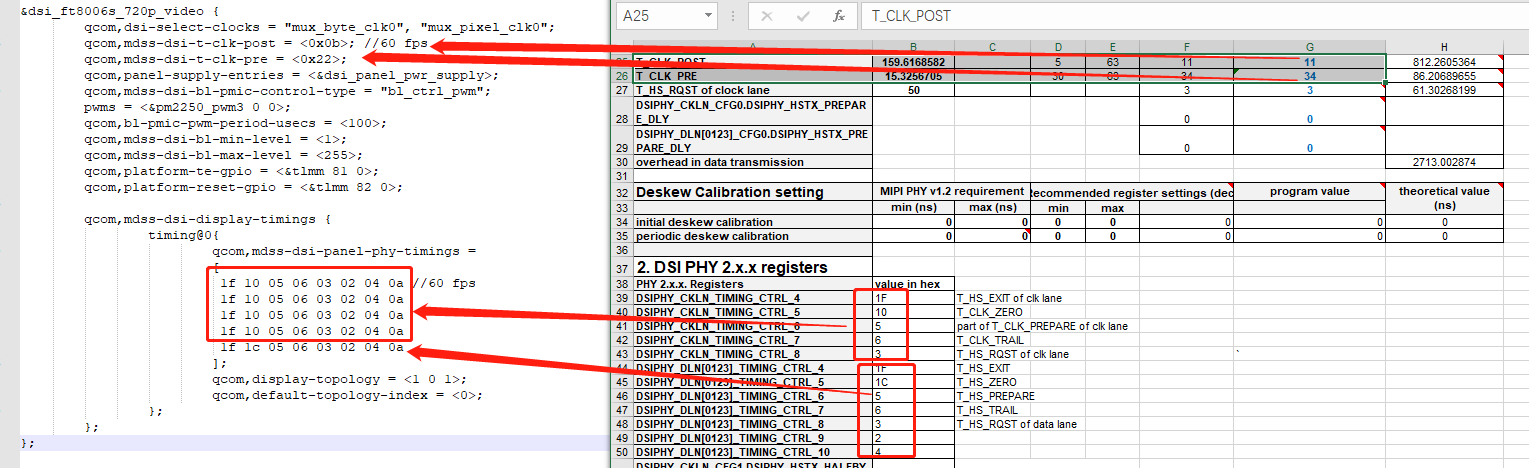 &dsi_ft8006s_720p_video {
qcom,dsi-select-clocks = "mux_byte_clk0", "mux_pixel_clk0";
qcom,mdss-dsi-t-clk-post = <0x0b>; //60 fps
qcom,mdss-dsi-t-clk-pre = <0x22>;
qcom,panel-supply-entries = <&dsi_panel_pwr_supply>;
qcom,mdss-dsi-bl-pmic-control-type = "bl_ctrl_pwm";
pwms = <&pm2250_pwm3 0 0>;
qcom,bl-pmic-pwm-period-usecs = <100>;
qcom,mdss-dsi-bl-min-level = <1>;
qcom,mdss-dsi-bl-max-level = <255>;
qcom,platform-te-gpio = <&tlmm 81 0>;
qcom,platform-reset-gpio = <&tlmm 82 0>;
qcom,mdss-dsi-display-timings {
timing@0{
qcom,mdss-dsi-panel-phy-timings =
[
1f 10 05 06 03 02 04 0a //60 fps
1f 10 05 06 03 02 04 0a
1f 10 05 06 03 02 04 0a
1f 10 05 06 03 02 04 0a
1f 1c 05 06 03 02 04 0a
];
qcom,display-topology = <1 0 1>;
qcom,default-topology-index = <0>;
};
};
};
A25 fx T_CLK_POST
A B C D E F G H
25 T_CLK_POST 159.6168582 5 63 11 11 812.2605364
26 T_CLK_PRE 15.3256705 34 34 86.20689655
27 T_HS_RQST of clock lane 50 3 3 61.30268199
28 DSIPHY_CKLN_CFG0.DSIPHY_HSTX_PREPAR
E_DLY 0 0
29 DSIPHY_DLN[0123]_CFG0.DSIPHY_HSTX_PRE
PARE_DLY 0 0
30 overhead in data transmission 2713.002874
31
32 Deskew Calibration setting MIPI PHY v1.2 requirement Recommended register settings (dec program value theoretical value
(ns)
33 min (ns) max (ns) min max
34 initial deskew calibration 0 0 0 0 0 0 0
35 periodic deskew calibration 0 0 0 0 0 0 0
36
37 2. DSI PHY 2.x.x registers
38 PHY 2.x.x. Registers value in hex
39 DSIPHY_CKLN_TIMING_CTRL_4 1F T_HS_EXIT of clk lane
40 DSIPHY_CKLN_TIMING_CTRL_5 10 T_CLK_ZERO
41 DSIPHY_CKLN_TIMING_CTRL_6 5 part of T_CLK_PREPARE of clk lane
42 DSIPHY_CKLN_TIMING_CTRL_7 6 T_CLK_TRAIL
43 DSIPHY_CKLN_TIMING_CTRL_8 3 T_HS_RQST of clk lane `
44 DSIPHY_DLN[0123]_TIMING_CTRL_4 1F T_HS_EXIT
45 DSIPHY_DLN[0123]_TIMING_CTRL_5 1C T_HS_ZERO
46 DSIPHY_DLN[0123]_TIMING_CTRL_6 5 T_HS_PREPARE
47 DSIPHY_DLN[0123]_TIMING_CTRL_7 6 T_HS_TRAIL
48 DSIPHY_DLN[0123]_TIMING_CTRL_8 3 T_HS_RQST of data lane
49 DSIPHY_DLN[0123]_TIMING_CTRL_9 2
50 DSIPHY_DLN[0123]_TIMING_CTRL_10 4
DSIPHY_CKLN_CFG1.DSIPHY_HSTX_HALFBY